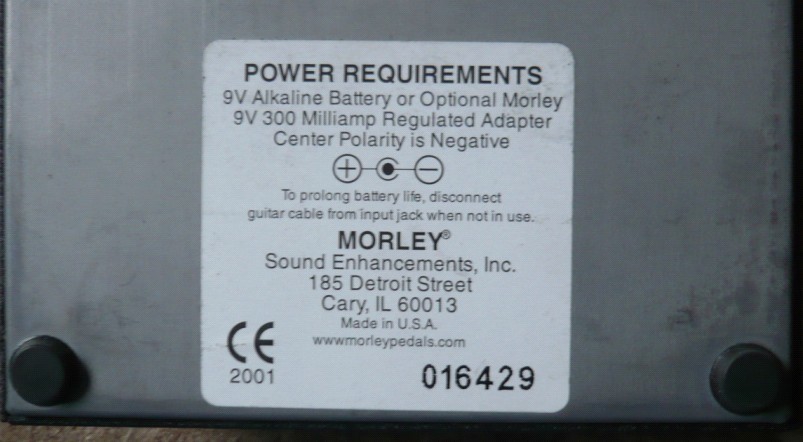 POWER REQUIREMENTS
9V Alkaline Battery or Optional Morley
9V 300 Milliamp Regulated Adapter
Center Polarity is Negative
To prolong battery life, disconnect
guitar cable from input jack when not in use.
MORLEY®
Sound Enhancements, Inc.
185 Detroit Street
Cary, IL 60013
Made in U.S.A.
www.morleypedals.com
CE
2001
016429